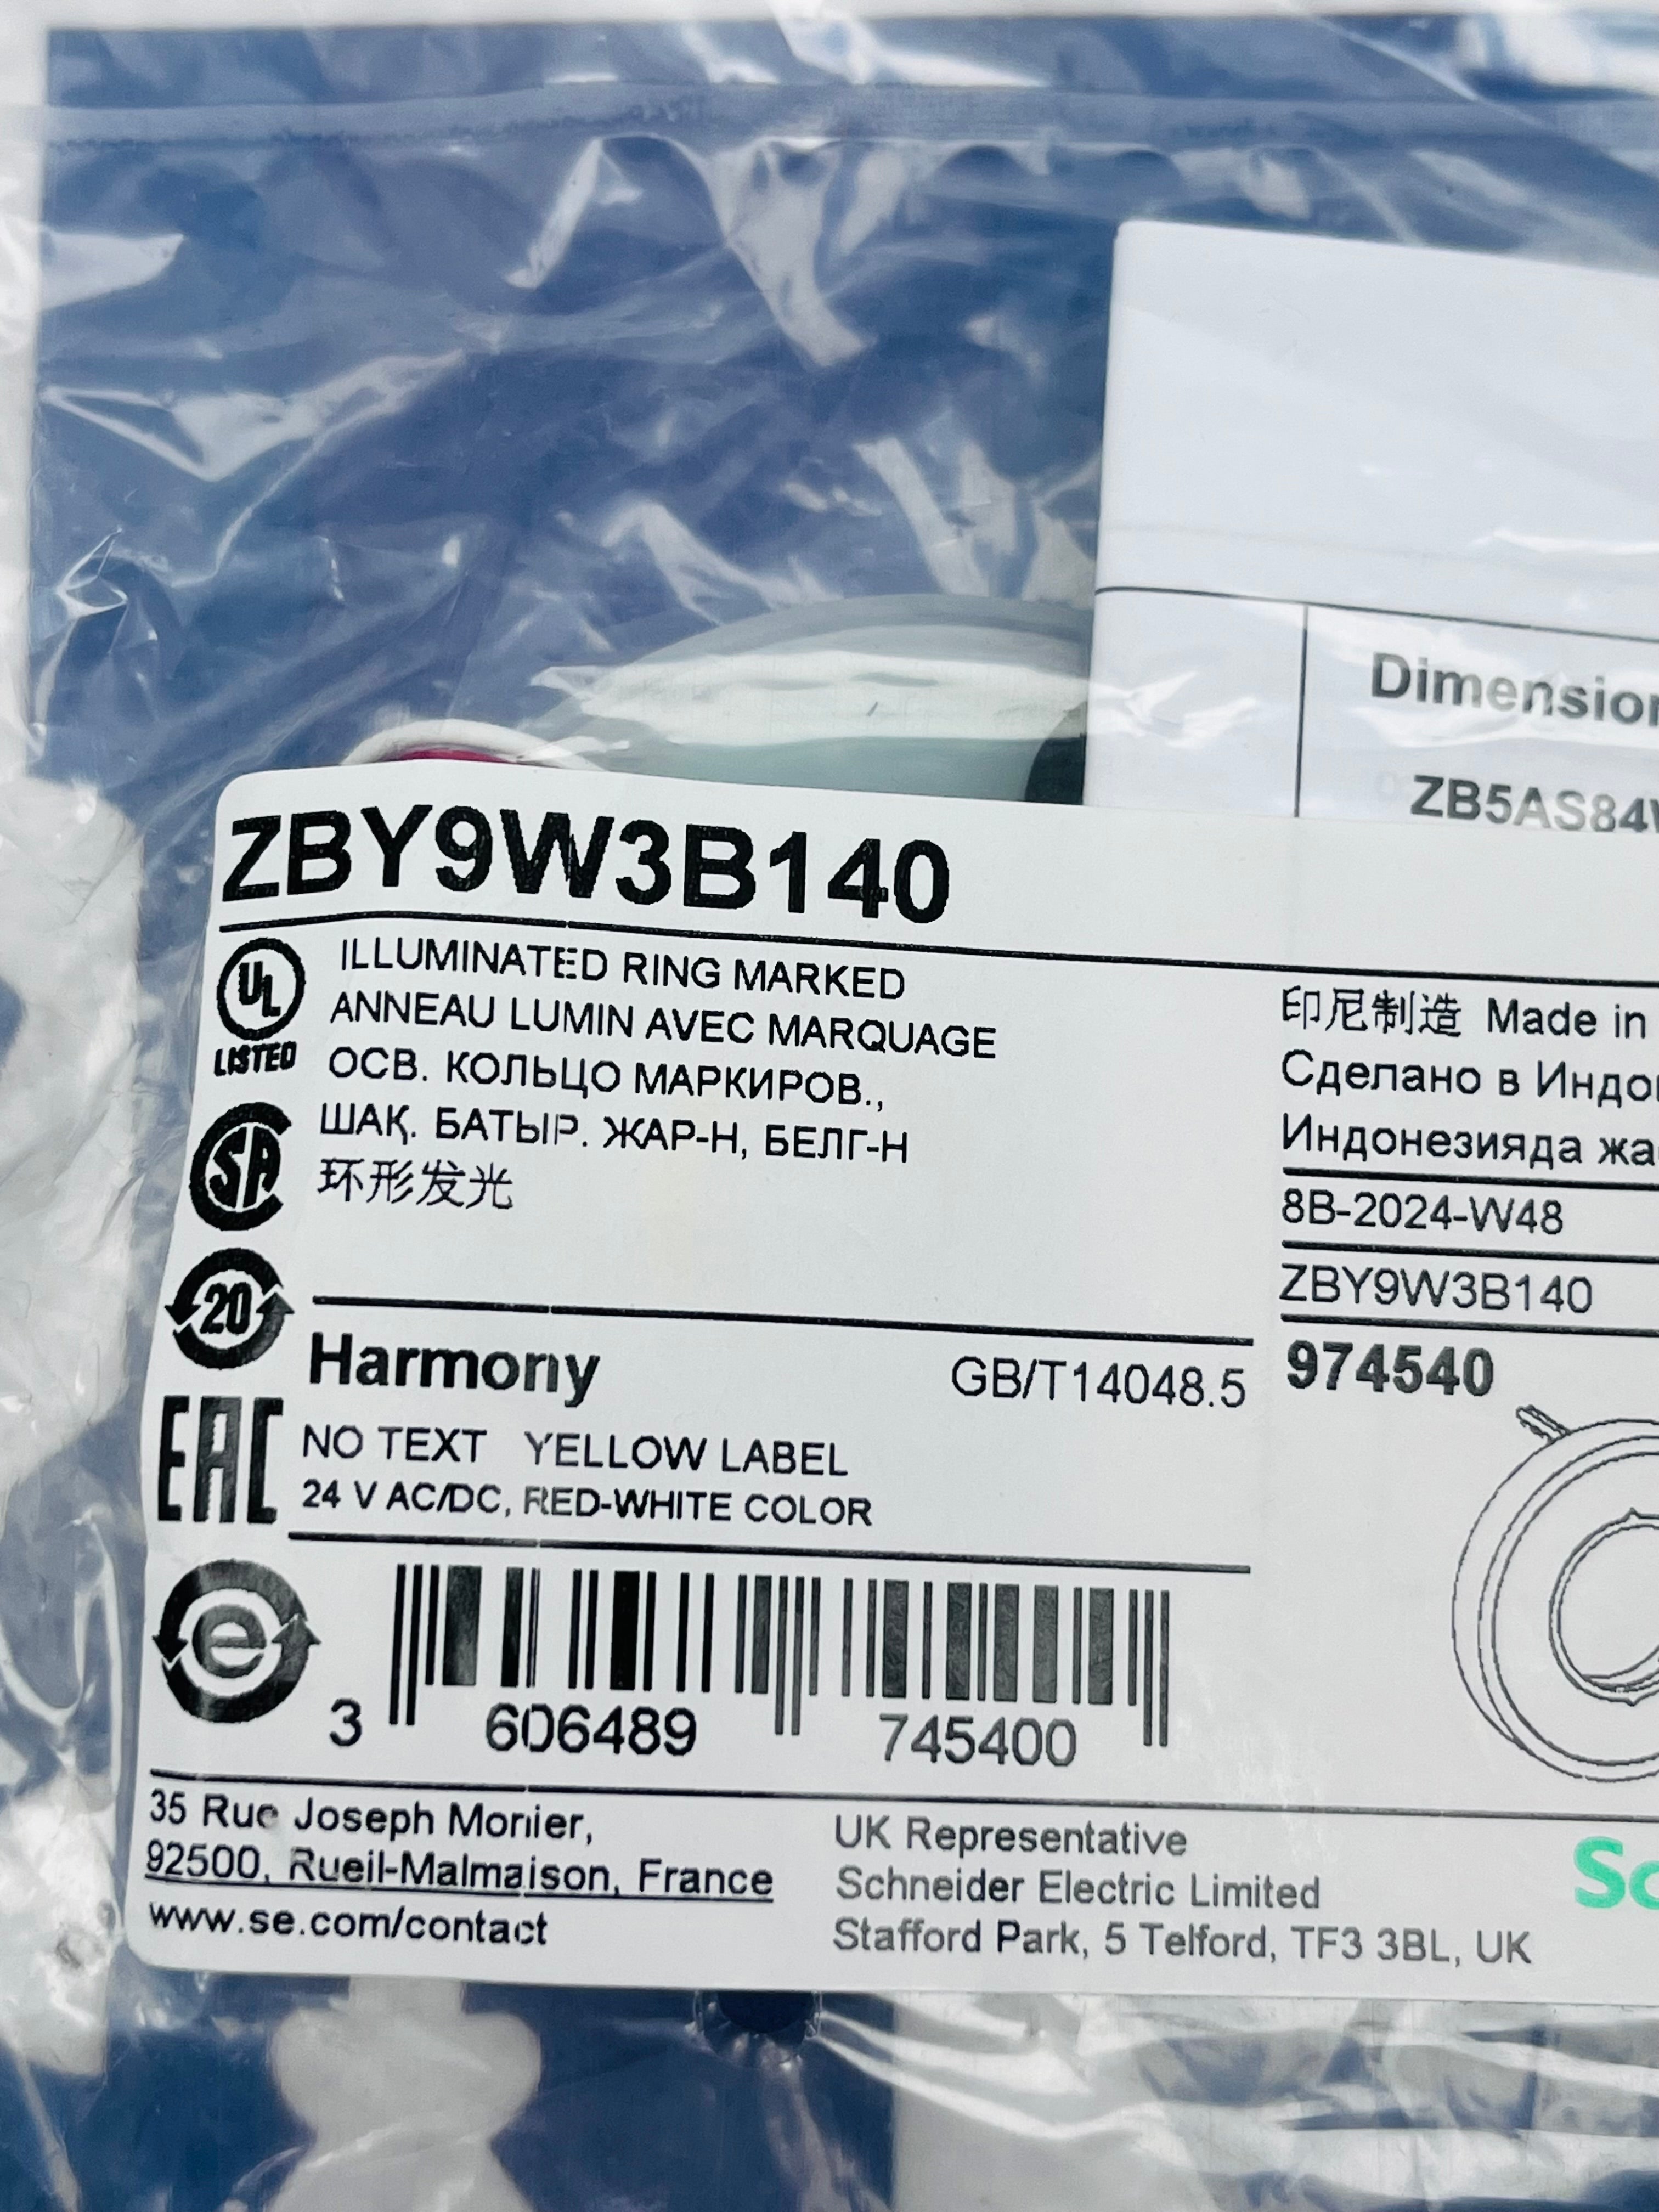 ZB5AS84
ZBY9W3B140
UL
LISTED
ILLUMINATED RING MARKED
ANNEAU LUMIN AVEC MARQUAGE
ОСВ. КОЛЬЦО МАРКИРОВ.,
ШАҚ. БАТЫР. ЖАР-Н, БЕЛГ-Н
环形发光
SA
20
EAC
e
Harmony
GB/T14048.5
NO TEXT YELLOW LABEL
24 V AC/DC, RED-WHITE COLOR
3 606489 745400
印尼制造 Made in
Сделано в
Индонезияда
8B-2024-W48
ZBY9W3B140
974540
35 Rue Joseph Monier,
92500, Rueil-Malmaison, France
www.se.com/contact
UK Representative
Schneider Electric Limited
Stafford Park, 5 Telford, TF3 3BL, UK